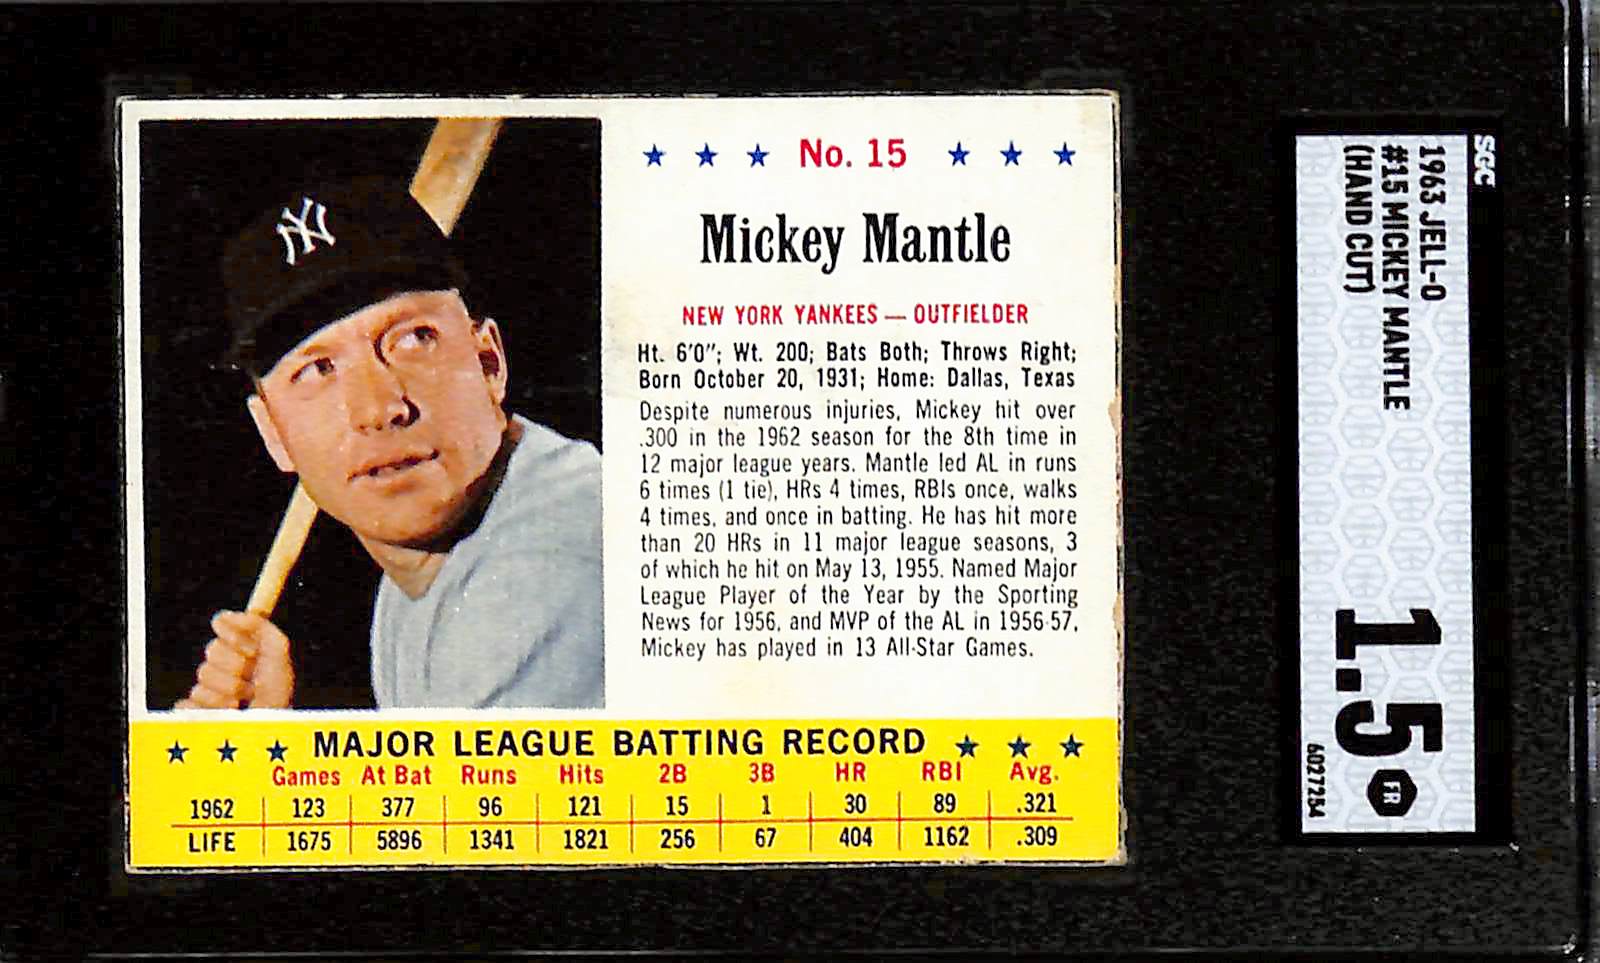 No. 15
Mickey Mantle
NEW YORK YANKEES — OUTFIELDER
Ht. 6'0"; Wt. 200; Bats Both; Throws Right;
Born October 20, 1931; Home: Dallas, Texas
Despite numerous injuries, Mickey hit over
.300 in the 1962 season for the 8th time in
12 major league years. Mantle led AL in runs
6 times (1 tie), HRs 4 times, RBIs once, walks
4 times, and once in batting. He has hit more
than 20 HRs in 11 major league seasons, 3
of which he hit on May 13, 1955. Named Major
League Player of the Year by the Sporting
News for 1956, and MVP of the AL in 1956-57,
Mickey has played in 13 All-Star Games.
MAJOR LEAGUE BATTING RECORD
Games At Bat Runs Hits 2B 3B HR RBI Avg.
1962 123 377 96 121 15 1 30 89 .321
LIFE 1675 5896 1341 1821 256 67 404 1162 .309
NY
SGC
1963 JELL-O
#15 MICKEY MANTLE
(HAND CUT)
1.5
FR
6027254